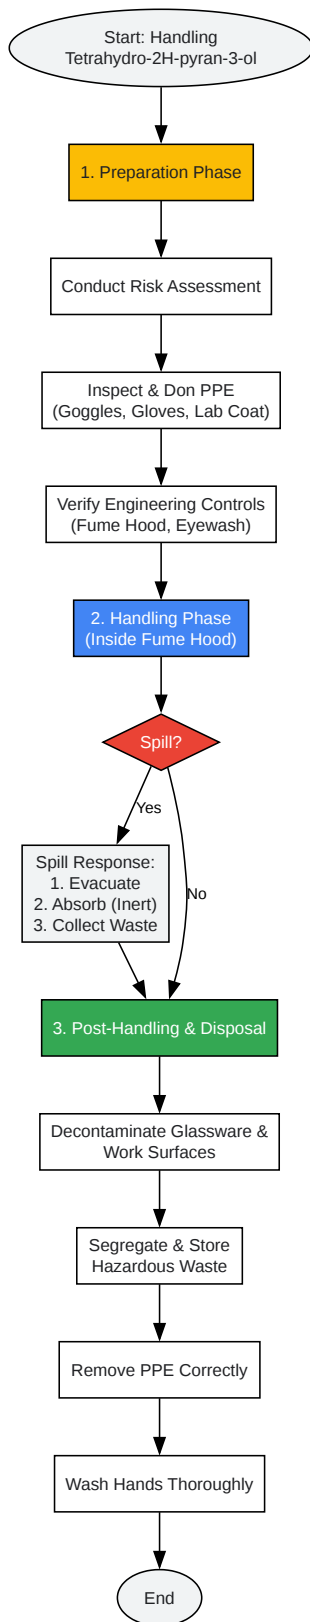 Start: Handling
Tetrahydro-2H-pyran-3-ol
1. Preparation Phase
Conduct Risk Assessment
Inspect & Don PPE
(Goggles, Gloves, Lab Coat)
Verify Engineering Controls
(Fume Hood, Eyewash)
2. Handling Phase
(Inside Fume Hood)
Spill?
Yes
Spill Response:
1. Evacuate
2. Absorb (Inert)
3. Collect Waste
No
3. Post-Handling & Disposal
Decontaminate Glassware &
Work Surfaces
Segregate & Store
Hazardous Waste
Remove PPE Correctly
Wash Hands Thoroughly
End